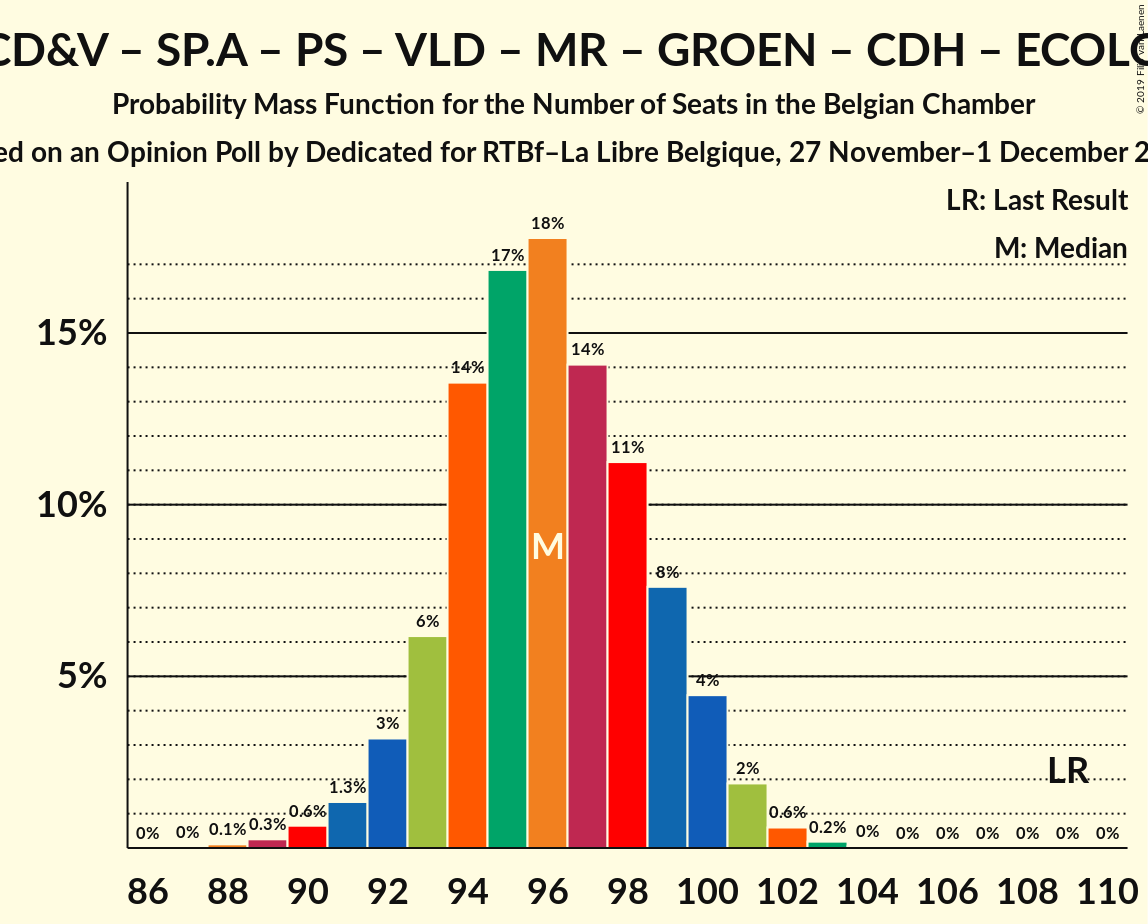 CD&V – SP.A – PS – VLD – MR – GROEN – CDH – ECOLO
Probability Mass Function for the Number of Seats in the Belgian Chamber
ed on an Opinion Poll by Dedicated for RTBf–La Libre Belgique, 27 November–1 December 2
© 2019 Filip van Laenen
LR: Last Result
M: Median
18%
17%
15%
14%
14%
11%
10%
M
8%
6%
5%
4%
3%
LR
2%
1.3%
0.6%
0.6%
0% 0% 0.1% 0.3% 0.2% 0% 0% 0% 0% 0% 0% 0%
86 88 90 92 94 96 98 100 102 104 106 108 110